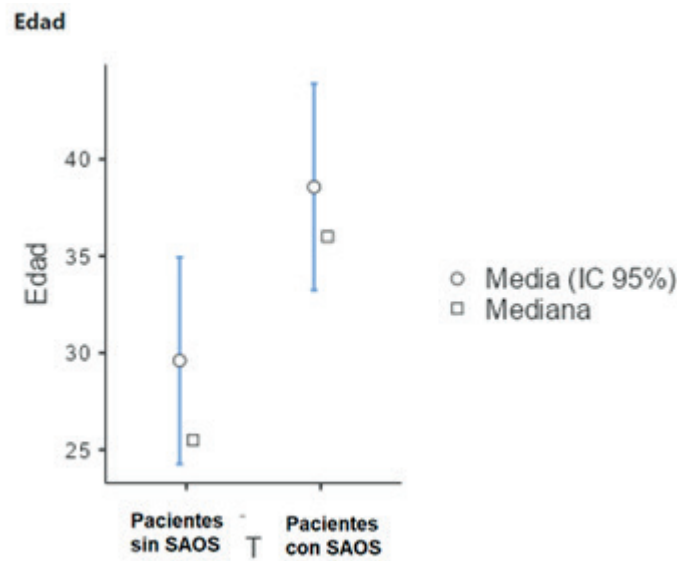 Edad
40
35
30
25
Edad
Media (IC 95%)
Mediana
Pacientes
sin SAOS
T
Pacientes
con SAOS